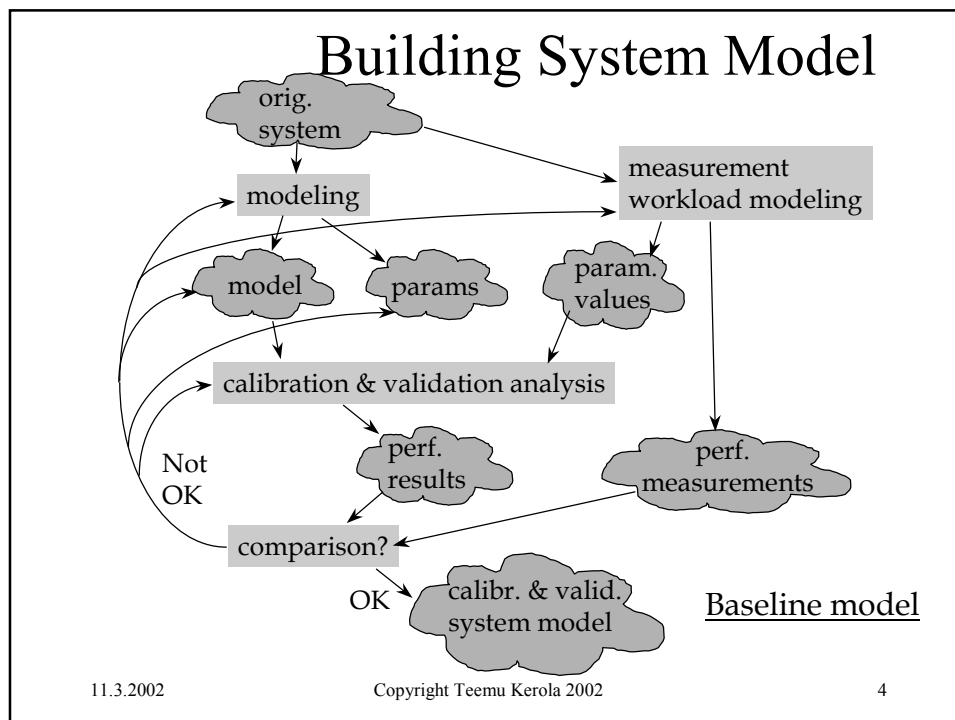 Building System Model
orig.
system
modeling
measurement
workload modeling
model
params
param.
values
calibration & validation analysis
Not
OK
perf.
results
perf.
measurements
comparison?
OK
calibr. & valid.
system model
Baseline model
11.3.2002
Copyright Teemu Kerola 2002
4